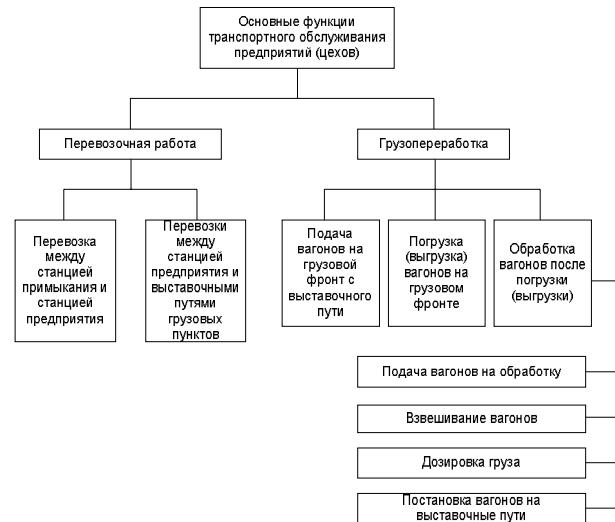 Основные функции
транспортного обслуживания
предприятий (цехов)
Перевозочная работа
Грузопереработка
Перевозка
между
станцией
примыкания и
станцией
предприятия
Перевозки
между
станцией
предприятия и
выставочными
путями
грузовых
пунктов
Подача
вагонов на
грузовой
фронт с
выставочного
пути
Погрузка
(выгрузка)
вагонов на
грузовом
фронте
Обработка
вагонов после
погрузки
(выгрузки)
Подача вагонов на обработку
Взвешивание вагонов
Дозировка груза
Постановка вагонов на
выставочные пути